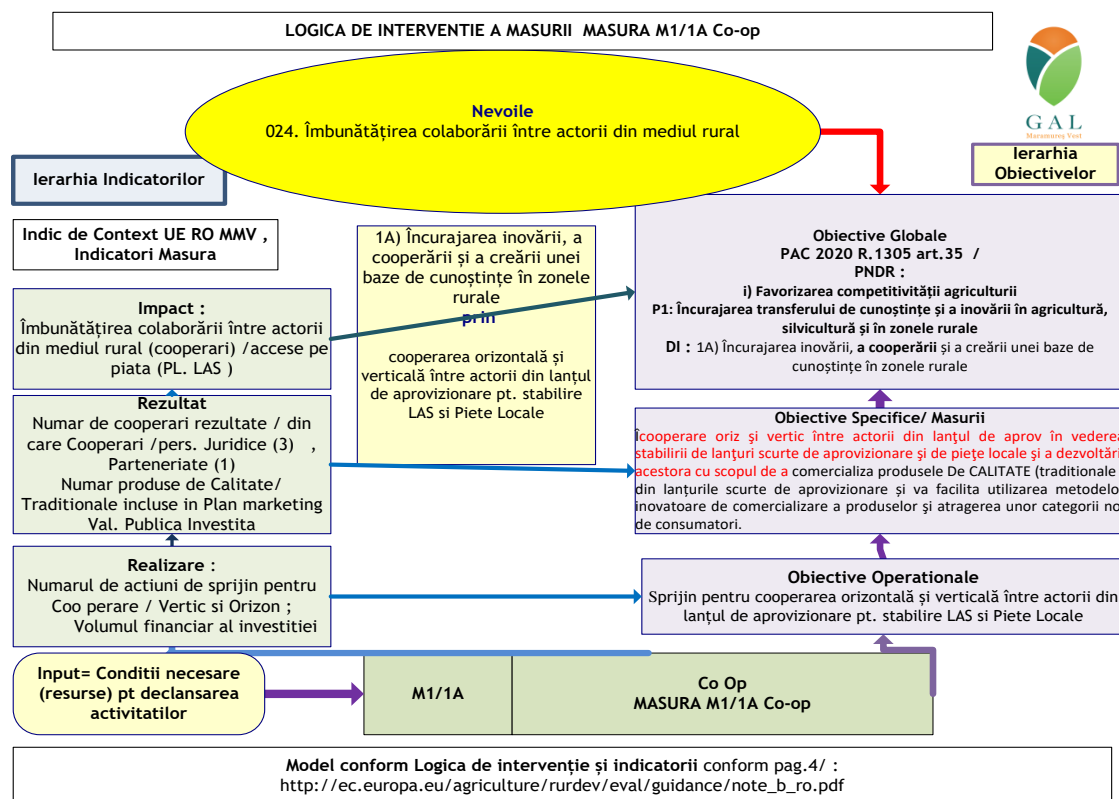 LOGICA DE INTERVENTIE A MASURII MASURA M1/1A Co-op
GAL
Maramureș Vest
Nevoile
024. Îmbunătățirea colaborării între actorii din mediul rural
Ierarhia Indicatorilor
Ierarhia
Obiectivelor
Indic de Context UE RO MMV ,
Indicatori Masura
1A) Încurajarea inovării, a
cooperării și a creării unei
baze de cunoștințe în zonele
rurale
prin
cooperarea orizontală și
verticală între actorii din lanțul
de aprovizionare pt. stabilire
LAS si Piete Locale
Obiective Globale
PAC 2020 R.1305 art.35 /
PNDR :
i) Favorizarea competitivității agriculturii
P1: Încurajarea transferului de cunoștințe și a inovării în agricultură,
silvicultură și în zonele rurale
DI : 1A) Încurajarea inovării, a cooperării și a creării unei baze de
cunoștințe în zonele rurale
Impact :
Îmbunătățirea colaborării între actorii
din mediul rural (cooperari) /accese pe
piata (PL. LAS )
Rezultat
Numar de cooperari rezultate / din
care Cooperari /pers. Juridice (3) ,
Parteneriate (1)
Numar produse de Calitate/
Traditionale incluse in Plan marketing
Val. Publica Investita
Obiective Specifice/ Masurii
Îcooperare oriz și vertic între actorii din lanțul de aprov în vederea
stabilirii de lanțuri scurte de aprovizionare și de piețe locale și a dezvoltări
acestora cu scopul de a comercializa produsele De CALITATE (traditionale
din lanțurile scurte de aprovizionare și va facilita utilizarea metodelo
inovatoare de comercializare a produselor și atragerea unor categorii no
de consumatori.
Realizare :
Numarul de actiuni de sprijin pentru
Coo perare / Vertic si Orizon ;
Volumul financiar al investitiei
Obiective Operationale
Sprijin pentru cooperarea orizontală și verticală între actorii din
lanțul de aprovizionare pt. stabilire LAS si Piete Locale
Input= Conditii necesare
(resurse) pt declansarea
activitatilor
M1/1A
Co Op
MASURA M1/1A Co-op
Model conform Logica de intervenție și indicatorii conform pag.4/ :
http://ec.europa.eu/agriculture/rurdev/eval/guidance/note_b_ro.pdf